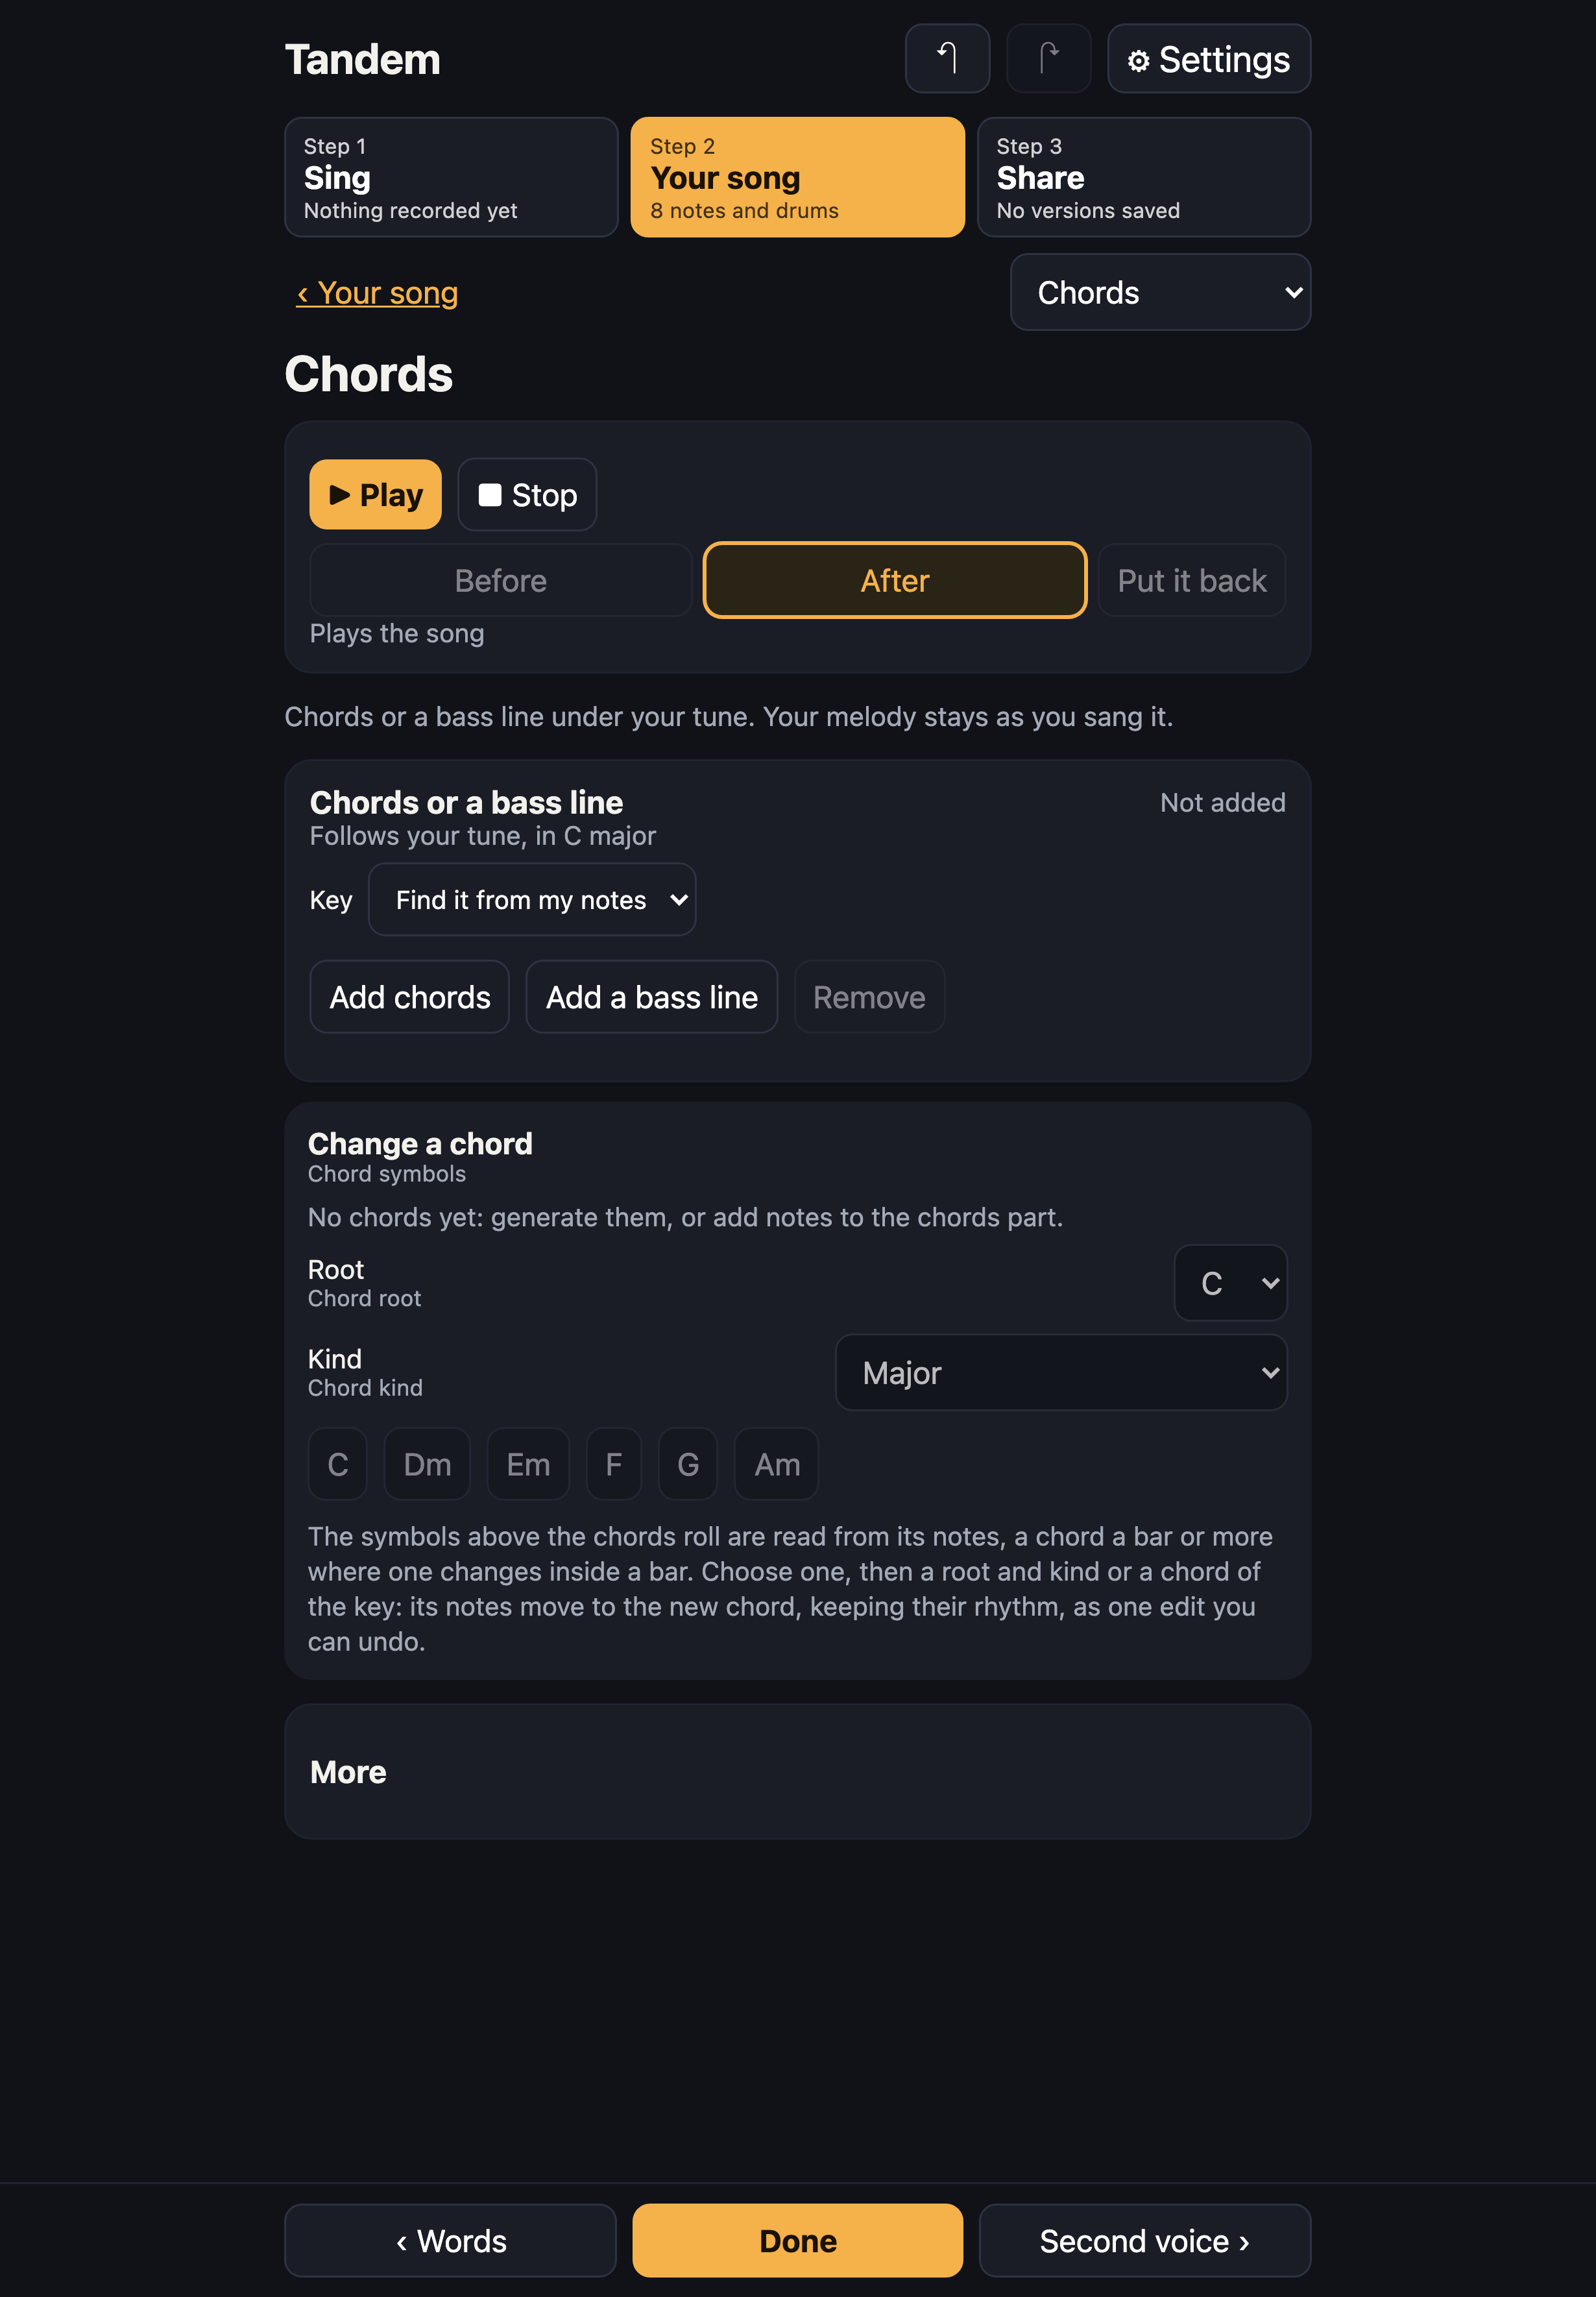 Tandem
⚙ Settings
Step 1
Sing
Nothing recorded yet
Step 2
Your song
8 notes and drums
Step 3
Share
No versions saved
‹ Your song
Chords
Chords
▶ Play
Stop
Before
After
Put it back
Plays the song
Chords or a bass line under your tune. Your melody stays as you sang it.
Chords or a bass line
Not added
Follows your tune, in C major
Key
Find it from my notes
Add chords
Add a bass line
Remove
Change a chord
Chord symbols
No chords yet: generate them, or add notes to the chords part.
Root
Chord root
C
Kind
Chord kind
Major
C
Dm
Em
F
G
Am
The symbols above the chords roll are read from its notes, a chord a bar or more
where one changes inside a bar. Choose one, then a root and kind or a chord of
the key: its notes move to the new chord, keeping their rhythm, as one edit you
can undo.
More
‹ Words
Done
Second voice ›